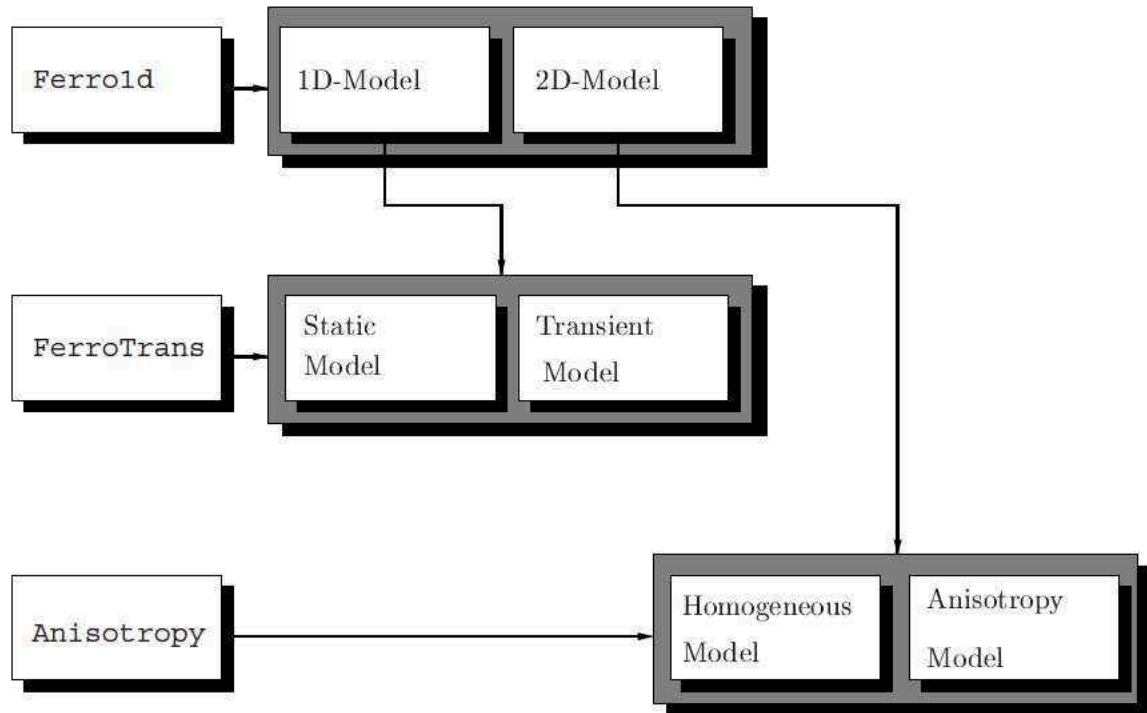 Ferro1d
1D-Model
2D-Model
FerroTrans
Static
Model
Transient
Model
Anisotropy
Homogeneous
Model
Anisotropy
Model